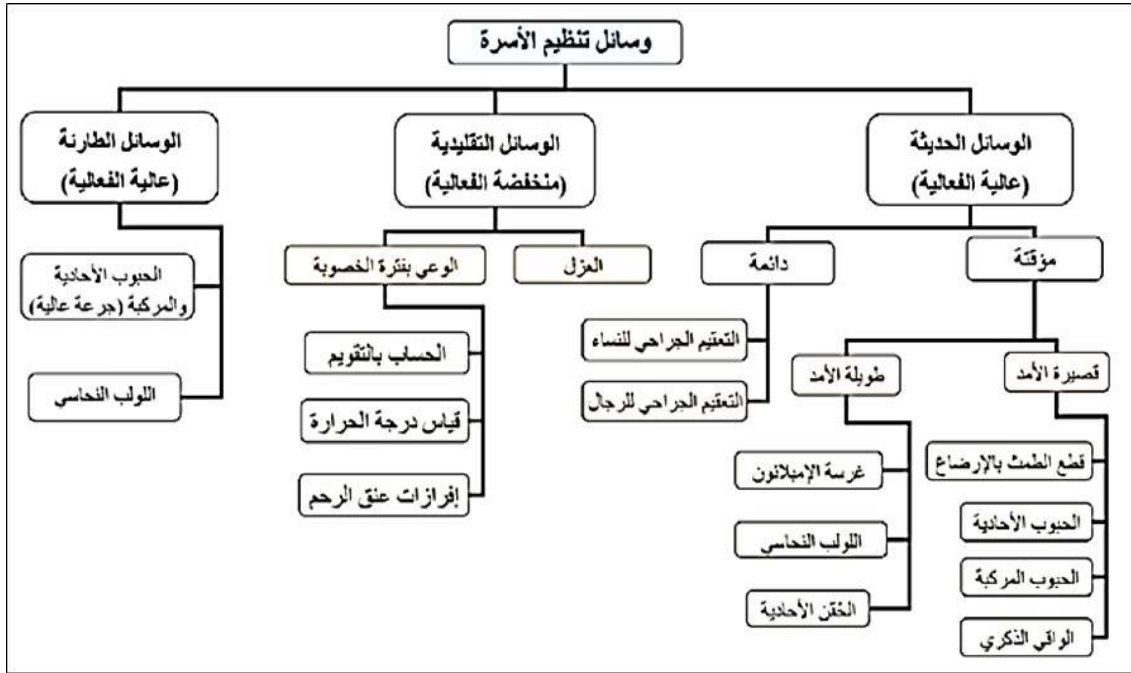 وسائل تنظيم الأسرة
الوسائل الحديثة
(عالية الفعالية)
الوسائل التقليدية
(منخفضة الفعالية)
الوسائل الطارئة
(عالية الفعالية)
مؤقتة
دائمة
العزل
الوعي بفترة الخصوبة
الحبوب الأحادية
والمركبة (جرعة عالية)
اللولب النحاسي
قصيرة الأمد
طويلة الأمد
التعقيم الجراحي للنساء
التعقيم الجراحي للرجال
الحساب بالتقويم
قياس درجة الحرارة
إفرازات عنق الرحم
قطع الطمث بالإرضاع
الحبوب الأحادية
الحبوب المركبة
الواقي الذكري
غرسة الإمبلانون
اللولب النحاسي
الحقن الأحادية